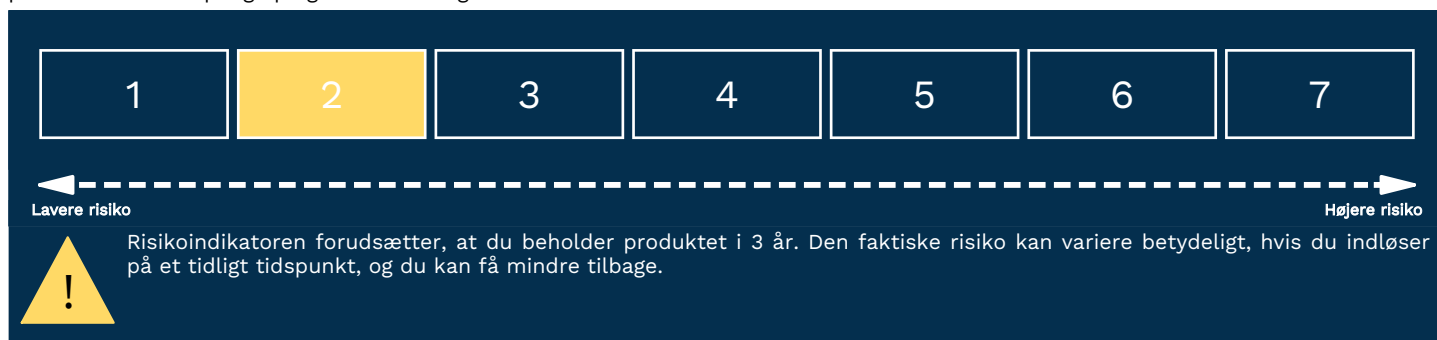 1 2 3 4 5 6 7
Lavere risiko Højere risiko
! Risikoindikatoren forudsætter, at du beholder produktet i 3 år. Den faktiske risiko kan variere betydeligt, hvis du indløser
på et tidligt tidspunkt, og du kan få mindre tilbage.